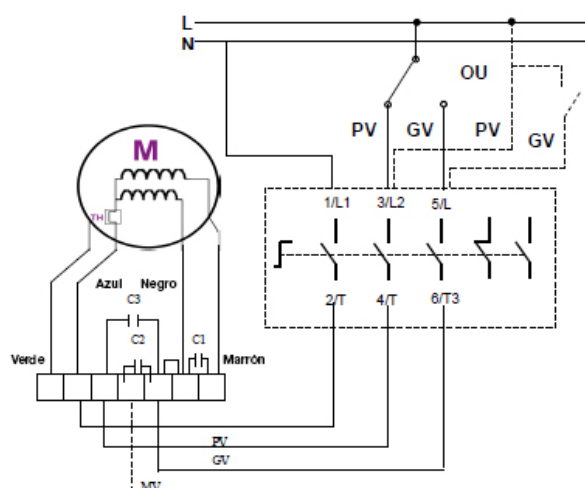 L
N
OU
PV GV PV GV
M
1/L1 3/L2 5/L
TH
Azul Negro
2/T 4/T 6/T3
C3
C2 C1
Verde Marrón
PV
GV
MV